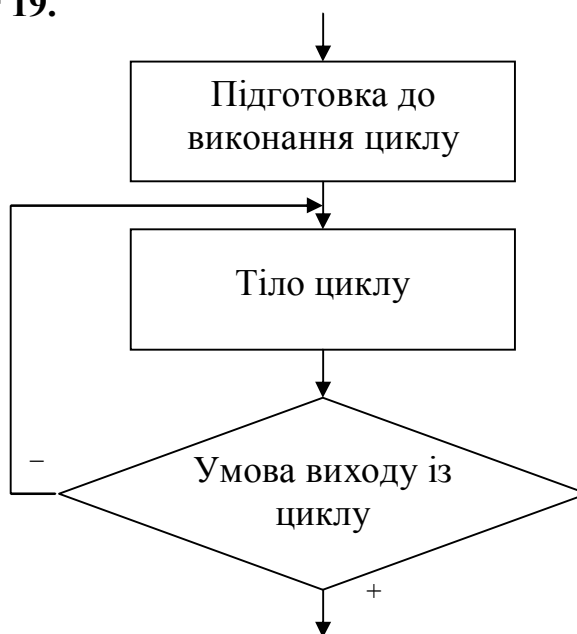 19.
Підготовка до
виконання циклу
Тіло циклу
–
Умова виходу із
циклу
+